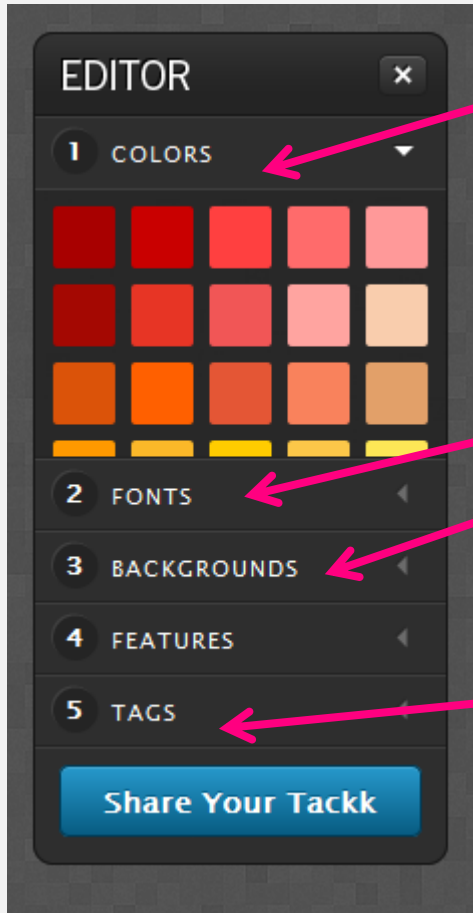 EDITOR ×
1 COLORS
2 FONTS
3 BACKGROUNDS
4 FEATURES
5 TAGS
Share Your Tackk